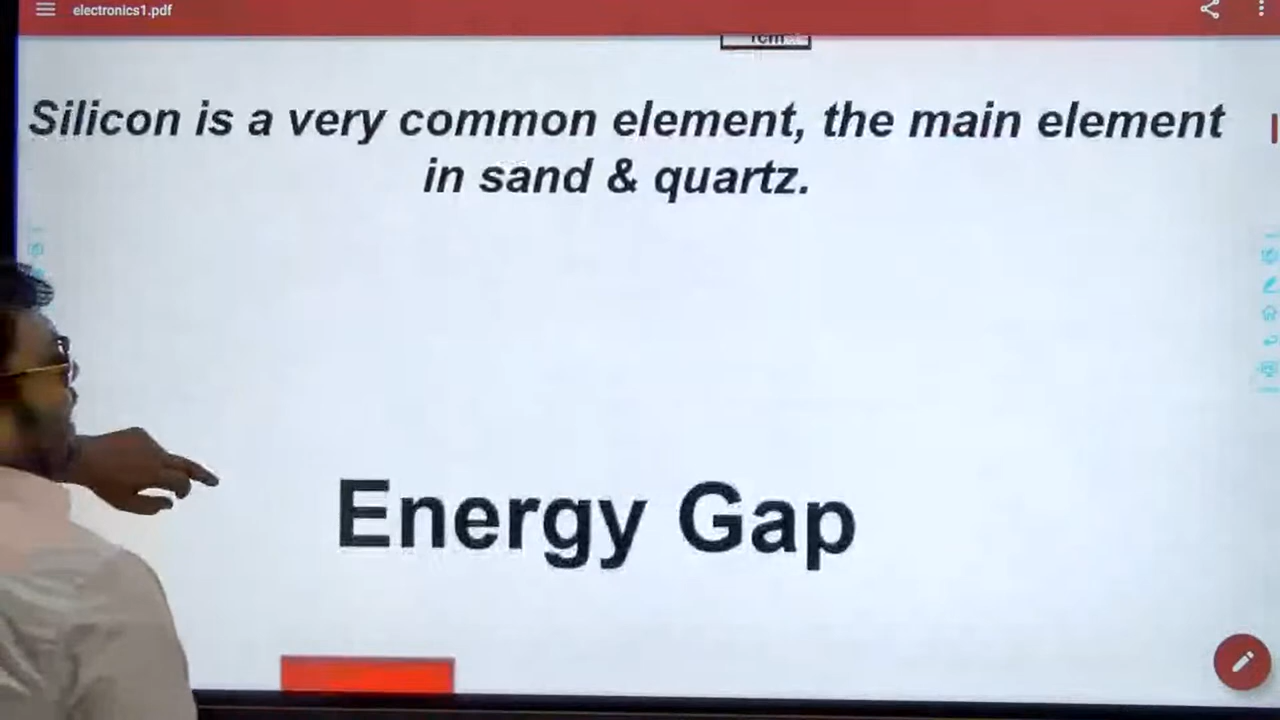 electronics1.pdf
Silicon is a very common element, the main element
in sand & quartz.
Energy Gap